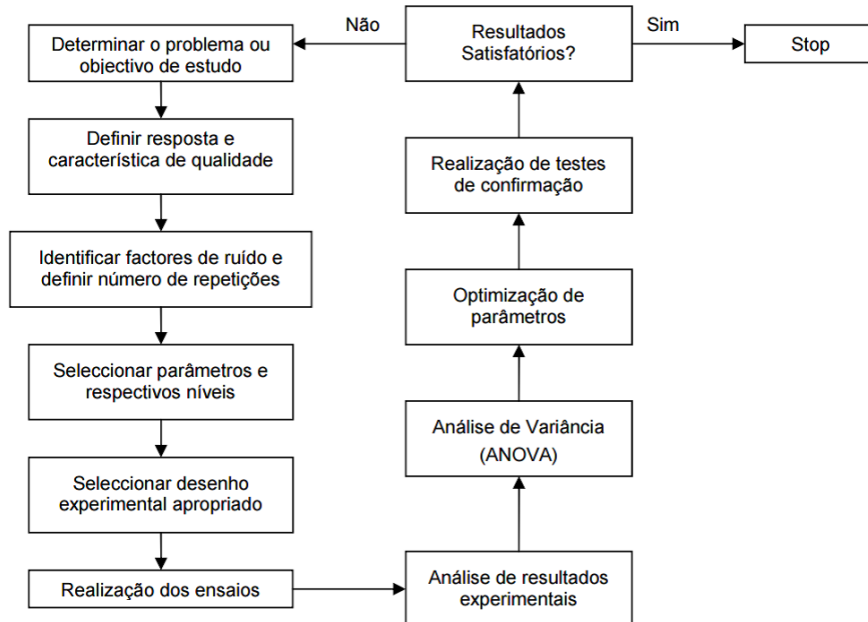 Determinar o problema ou
objectivo de estudo
Não
Resultados
Satisfatórios?
Sim
Stop
Definir resposta e
característica de qualidade
Identificar factores de ruído e
definir número de repetições
Seleccionar parâmetros e
respectivos níveis
Seleccionar desenho
experimental apropriado
Realização dos ensaios
Análise de resultados
experimentais
Análise de Variância
(ANOVA)
Optimização de
parâmetros
Realização de testes
de confirmação